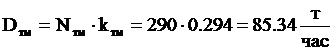 Dтм = Nтм · kтм = 290 · 0.294 = 85.34 т/час